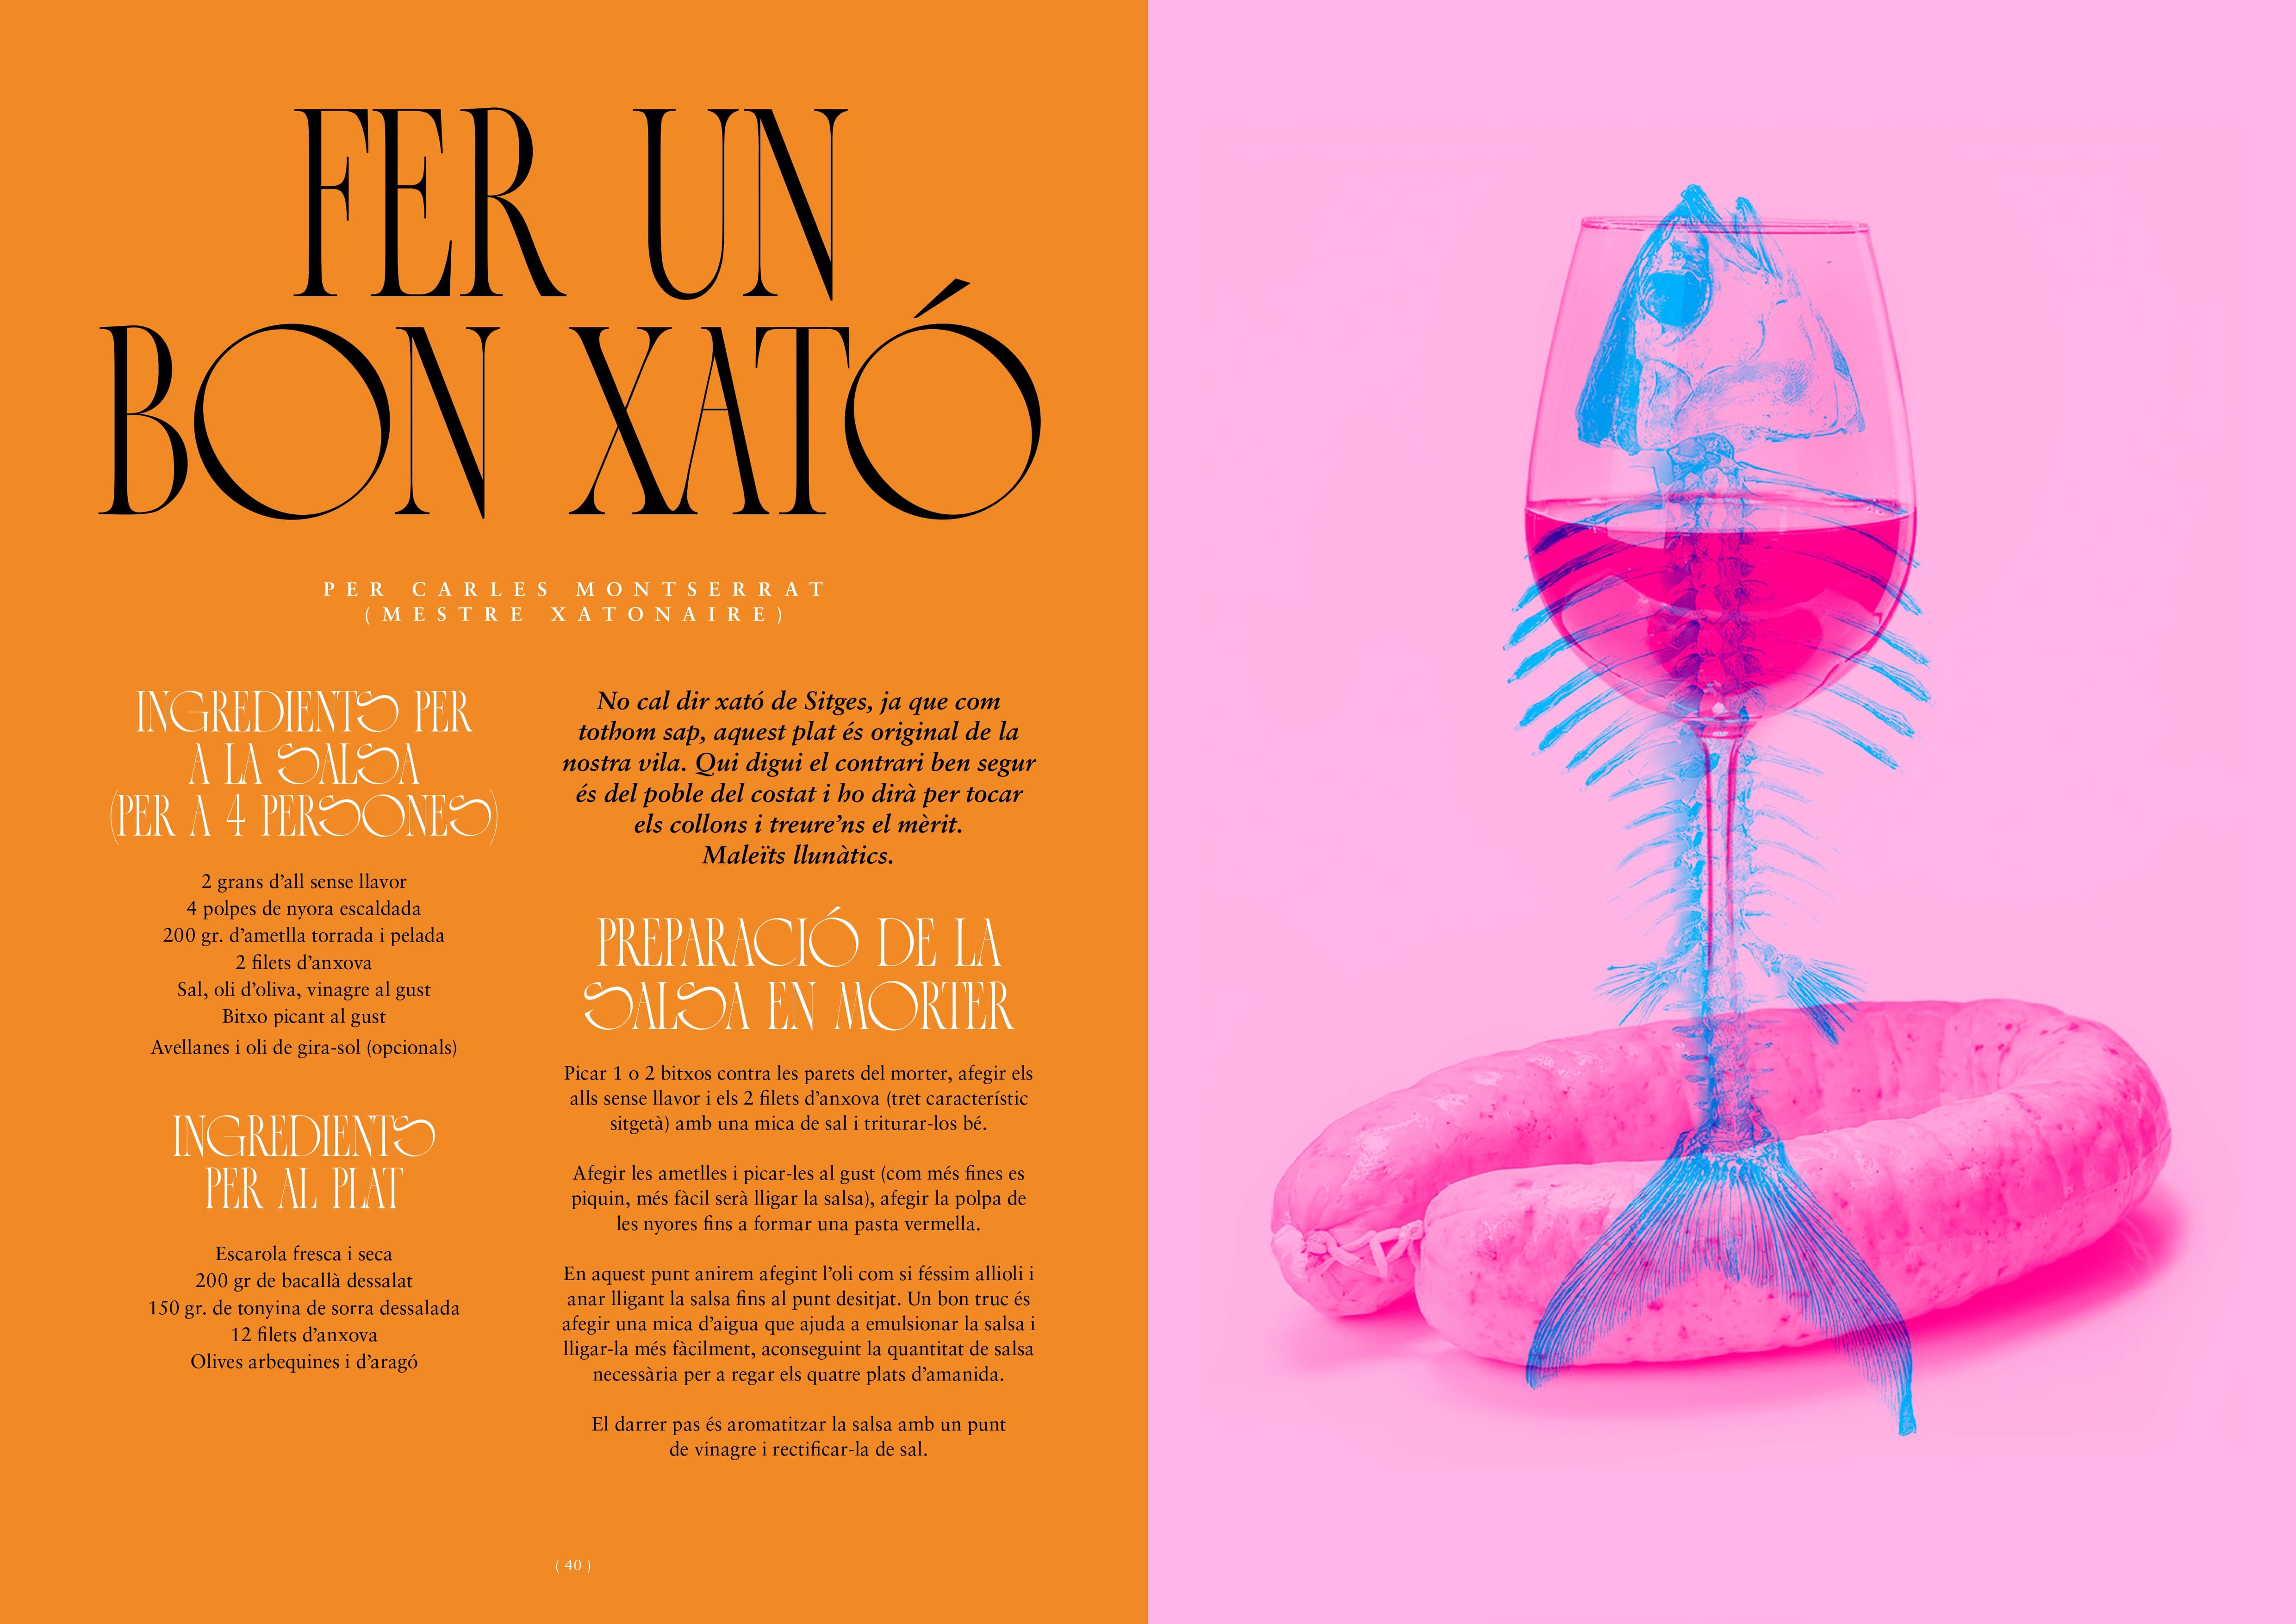 FER UN
BON XATÓ
PER CARLES MONTSERRAT
(MESTRE XATONAIRE)
INGREDIENTS PER
A LA SALSA
(PER A 4 PERSONES)
2 grans d’all sense llavor
4 polpes de nyora escaldada
200 gr. d’ametlla torrada i pelada
2 filets d’anxova
Sal, oli d’oliva, vinagre al gust
Bitxo picant al gust
Avellanes i oli de gira-sol (opcionals)
INGREDIENTS
PER AL PLAT
Escarola fresca i seca
200 gr de bacallà dessalat
150 gr. de tonyina de sorra dessalada
12 filets d’anxova
Olives arbequines i d’aragó
No cal dir xató de Sitges, ja que com
tothom sap, aquest plat és original de la
nostra vila. Qui digui el contrari ben segur
és del poble del costat i ho dirà per tocar
els collons i treure’ns el mèrit.
Maleïts llunàtics.
PREPARACIÓ DE LA
SALSA EN MORTER
Picar 1 o 2 bitxos contra les parets del morter, afegir els
alls sense llavor i els 2 filets d’anxova (tret característic
sitgetà) amb una mica de sal i triturar-los bé.
Afegir les ametlles i picar-les al gust (com més fines es
piquin, més fàcil serà lligar la salsa), afegir la polpa de
les nyores fins a formar una pasta vermella.
En aquest punt anirem afegint l’oli com si féssim allioli i
anar lligant la salsa fins al punt desitjat. Un bon truc és
afegir una mica d’aigua que ajuda a emulsionar la salsa i
lligar-la més fàcilment, aconseguint la quantitat de salsa
necessària per a regar els quatre plats d’amanida.
El darrer pas és aromatitzar la salsa amb un punt
de vinagre i rectificar-la de sal.
( 40 )